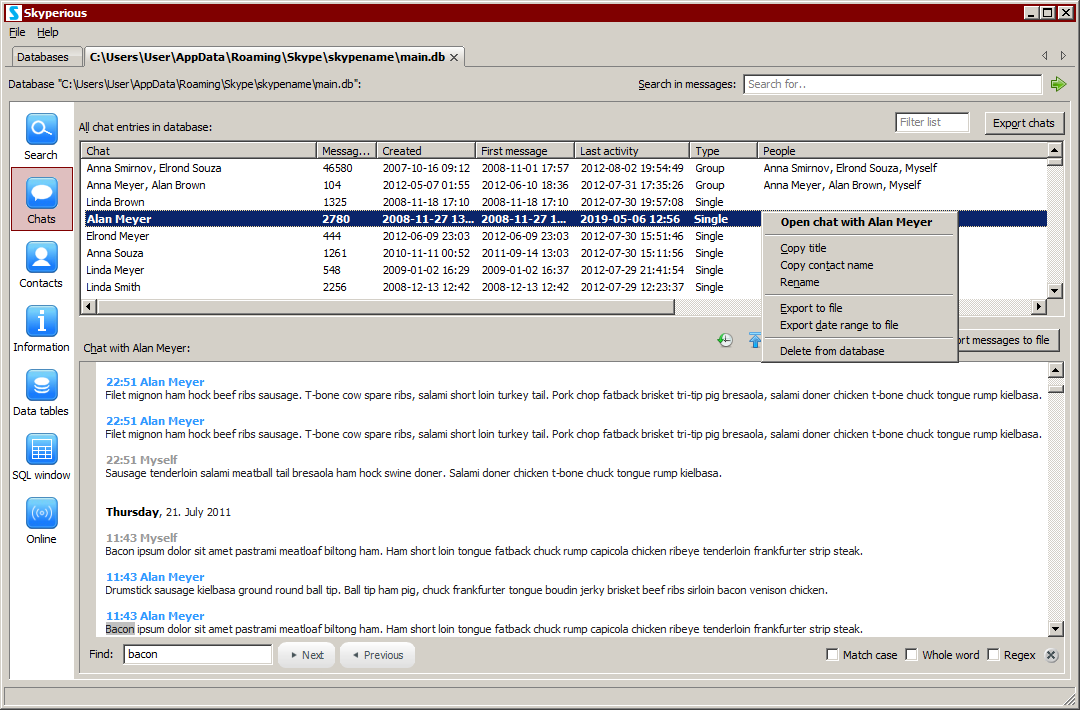 Skyperious
File Help
Databases C:\Users\User\AppData\Roaming\Skype\skypename\main.db
Database "C:\Users\User\AppData\Roaming\Skype\skypename\main.db":
Search in messages: Search for..
Search
Chats
Contacts
Information
Data tables
SQL window
Online
All chat entries in database:
Filter list
Export chats
Chat Messag... Created First message Last activity Type People
Anna Smirnov, Elrond Souza 46580 2007-10-16 09:12 2008-11-01 17:57 2012-08-02 19:54:49 Group Anna Smirnov, Elrond Souza, Myself
Anna Meyer, Alan Brown 104 2012-05-07 01:55 2012-06-10 18:36 2012-07-31 17:35:26 Group Anna Meyer, Alan Brown, Myself
Linda Brown 1325 2008-11-18 17:10 2008-11-18 17:10 2012-07-30 19:57:08 Single
Alan Meyer 2780 2008-11-27 13... 2008-11-27 1... 2019-05-06 12:56 Single
Elrond Meyer 444 2012-06-09 23:03 2012-06-09 23:03 2012-07-30 15:51:46 Single
Anna Souza 1261 2010-11-11 00:52 2011-09-14 13:03 2012-07-30 15:11:56 Single
Linda Meyer 548 2009-01-02 16:29 2009-01-02 16:37 2012-07-29 21:41:54 Single
Linda Smith 2256 2008-12-13 12:42 2008-12-13 12:42 2012-07-29 12:23:37 Single
Open chat with Alan Meyer
Copy title
Copy contact name
Rename
Export to file
Export date range to file
Delete from database
Chat with Alan Meyer:
ort messages to file
22:51 Alan Meyer
Filet mignon ham hock beef ribs sausage. T-bone cow spare ribs, salami short loin turkey tail. Pork chop fatback brisket tri-tip pig bresaola, salami doner chicken t-bone chuck tongue rump kielbasa.
22:51 Alan Meyer
Filet mignon ham hock beef ribs sausage. T-bone cow spare ribs, salami short loin turkey tail. Pork chop fatback brisket tri-tip pig bresaola, salami doner chicken t-bone chuck tongue rump kielbasa.
22:51 Myself
Sausage tenderloin salami meatball tail bresaola ham hock swine doner. Salami doner chicken t-bone chuck tongue rump kielbasa.
Thursday, 21. July 2011
11:43 Myself
Bacon ipsum dolor sit amet pastrami meatloaf biltong ham. Ham short loin tongue fatback chuck rump capicola chicken ribeye tenderloin frankfurter strip steak.
11:43 Alan Meyer
Drumstick sausage kielbasa ground round ball tip. Ball tip ham pig, chuck frankfurter tongue boudin jerky brisket beef ribs sirloin bacon venison chicken.
11:43 Alan Meyer
Bacon ipsum dolor sit amet pastrami meatloaf biltong ham. Ham short loin tongue fatback chuck rump capicola chicken ribeye tenderloin frankfurter strip steak.
Find: bacon Next Previous Match case Whole word Regex